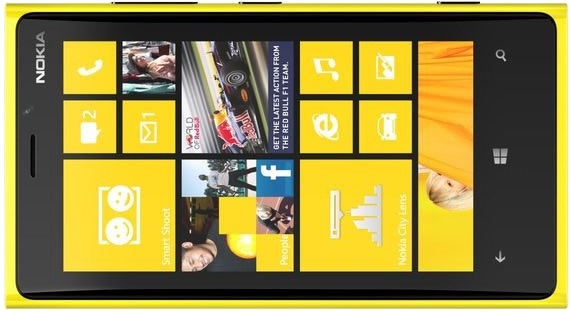 NOKIA
2
1
Smart Shoot
WORLD
OF Red Bull
GET THE LATEST ACTION FROM
THE RED BULL F1 TEAM.
f
People
Nokia City Lens